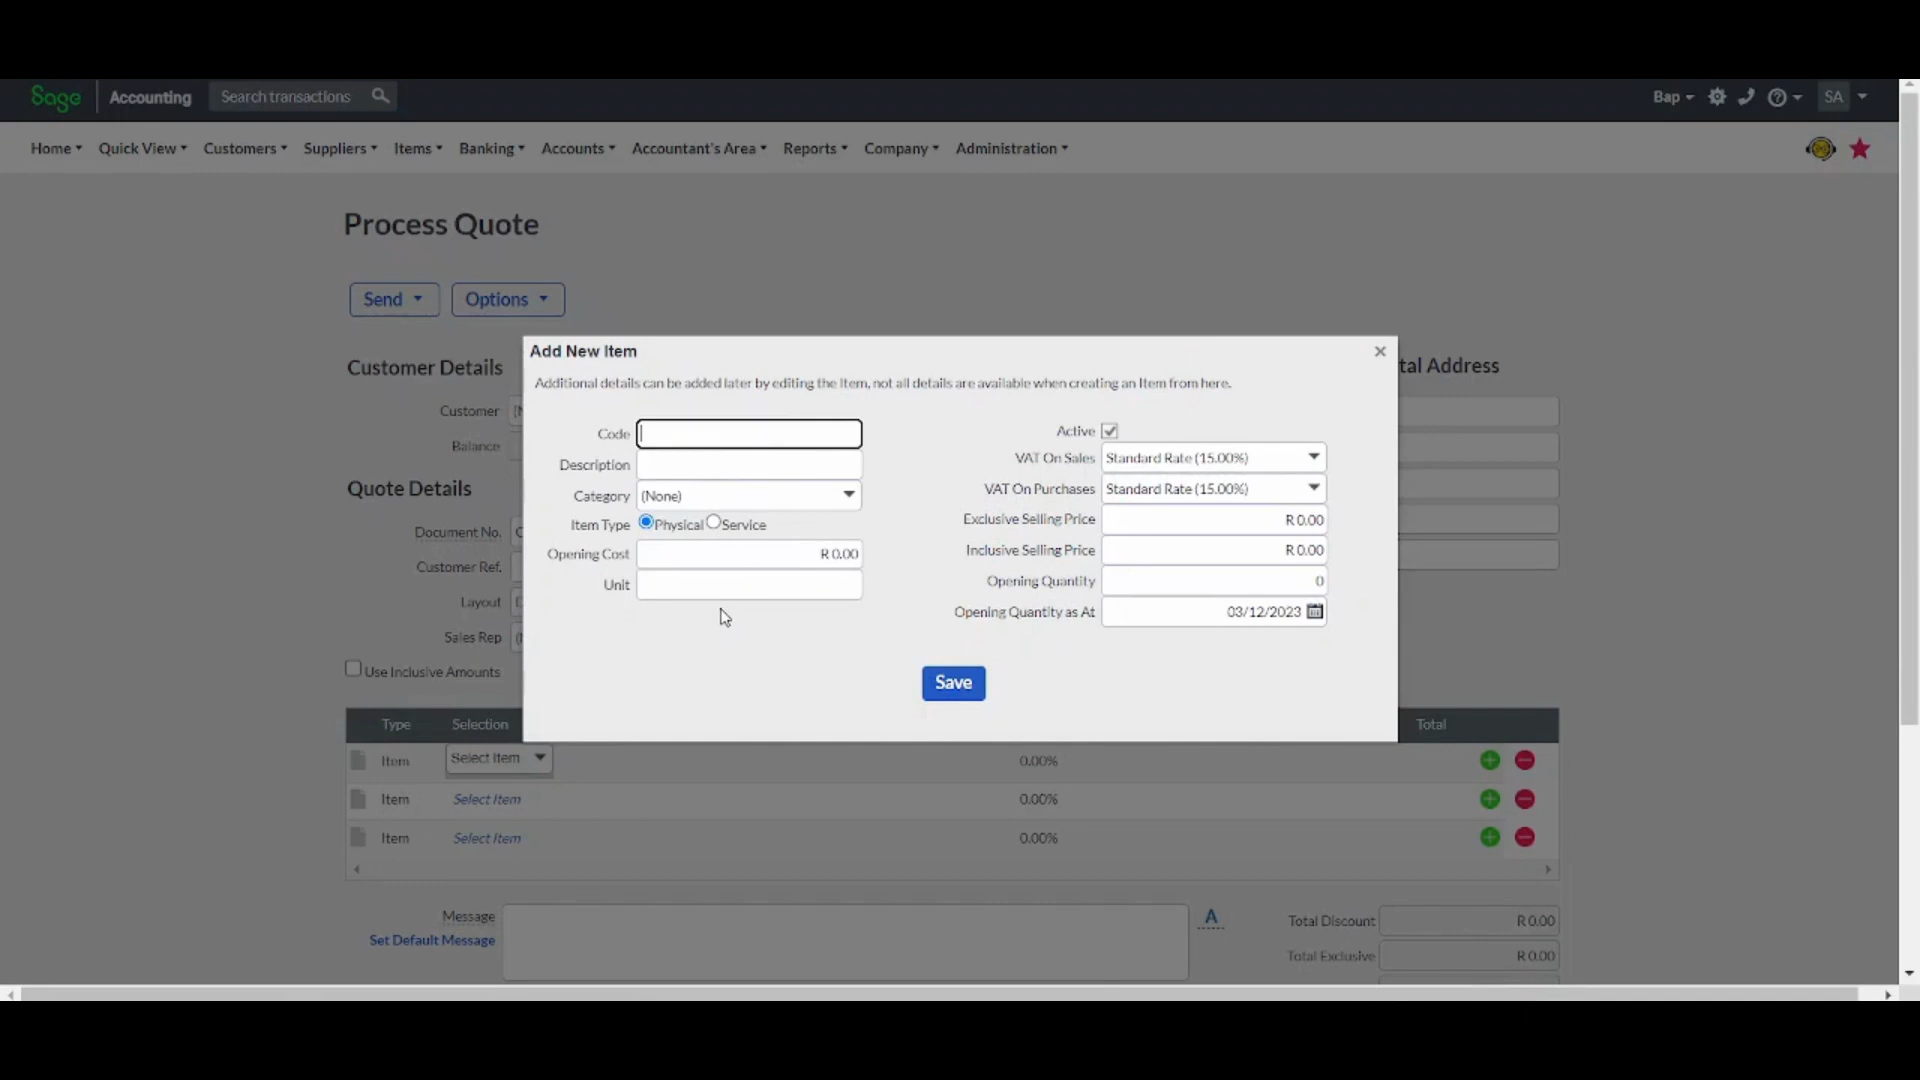 Sage Accounting Search transactions Bap SA
Home Quick View Customers Suppliers Items Banking Accounts Accountant's Area Reports Company Administration
Process Quote
Send Options
Add New Item
Additional details can be added later by editing the Item, not all details are available when creating an Item from here.
Code
Description
Category (None)
Item Type Physical Service
Opening Cost R 0.00
Unit
Active
VAT On Sales Standard Rate (15.00%)
VAT On Purchases Standard Rate (15.00%)
Exclusive Selling Price R 0.00
Inclusive Selling Price R 0.00
Opening Quantity 0
Opening Quantity as At 03/12/2023
Save
Customer Details
tal Address
Customer
Balance
Quote Details
Document No.
Customer Ref.
Layout
Sales Rep
Use Inclusive Amounts
Type Selection Total
Item Select Item 0.00%
Item Select Item 0.00%
Item Select Item 0.00%
Message
Set Default Message
A
Total Discount R 0.00
Total Exclusive R 0.00